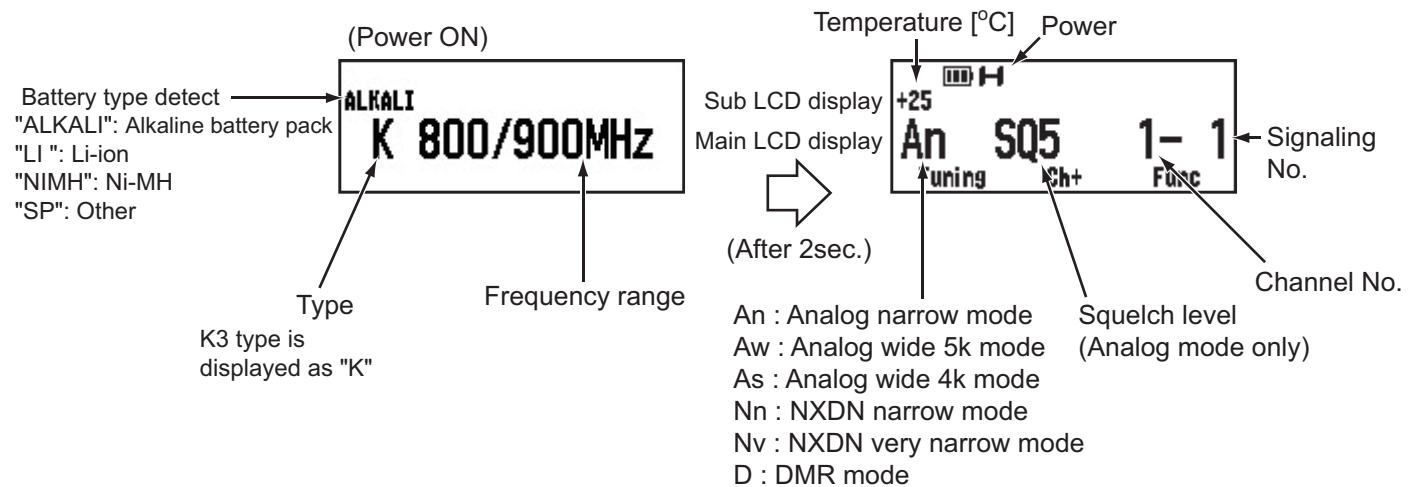 (Power ON)
Battery type detect
"ALKALI": Alkaline battery pack
"LI ": Li-ion
"NIMH": Ni-MH
"SP": Other
ALKALI
K 800/900MHz
Type
K3 type is
displayed as "K"
Frequency range
Temperature [°C]
Power
Sub LCD display
Main LCD display
+25
An SQ5 1- 1
Tuning Ch+ Func
Signaling
No.
(After 2sec.)
Channel No.
An : Analog narrow mode
Aw : Analog wide 5k mode
As : Analog wide 4k mode
Nn : NXDN narrow mode
Nv : NXDN very narrow mode
D : DMR mode
Squelch level
(Analog mode only)